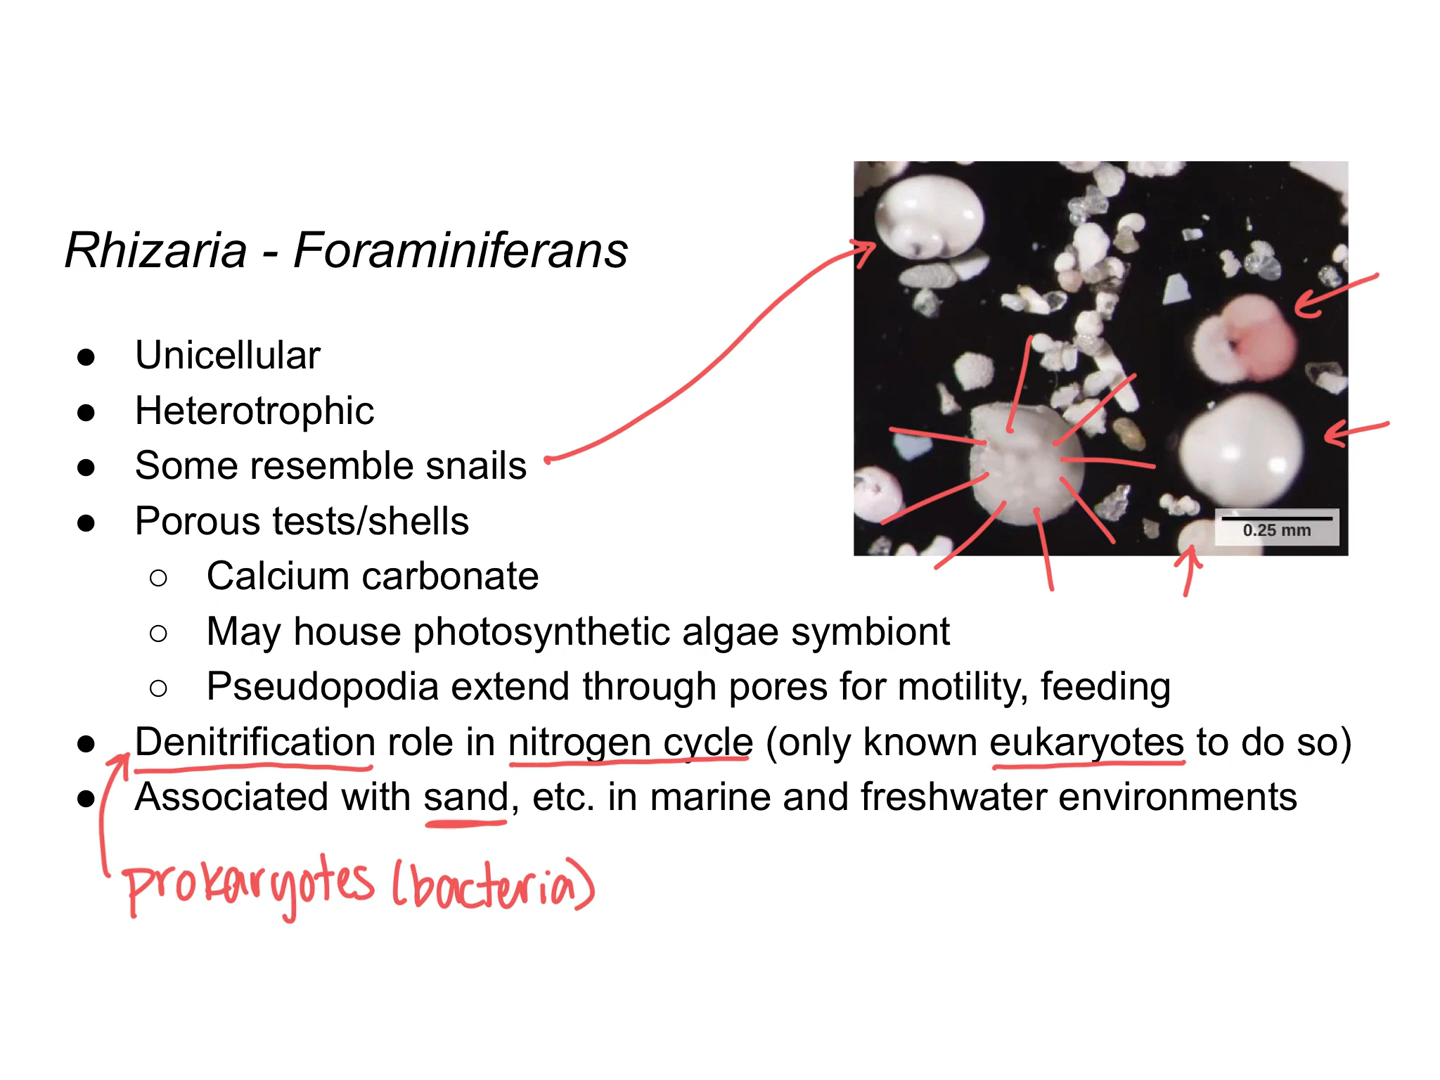 Rhizaria - Foraminiferans
● Unicellular
● Heterotrophic
● Some resemble snails
● Porous tests/shells
○ Calcium carbonate
○ May house photosynthetic algae symbiont
○ Pseudopodia extend through pores for motility, feeding
● Denitrification role in nitrogen cycle (only known eukaryotes to do so)
● Associated with sand, etc. in marine and freshwater environments
prokaryotes (bacteria)
0.25 mm